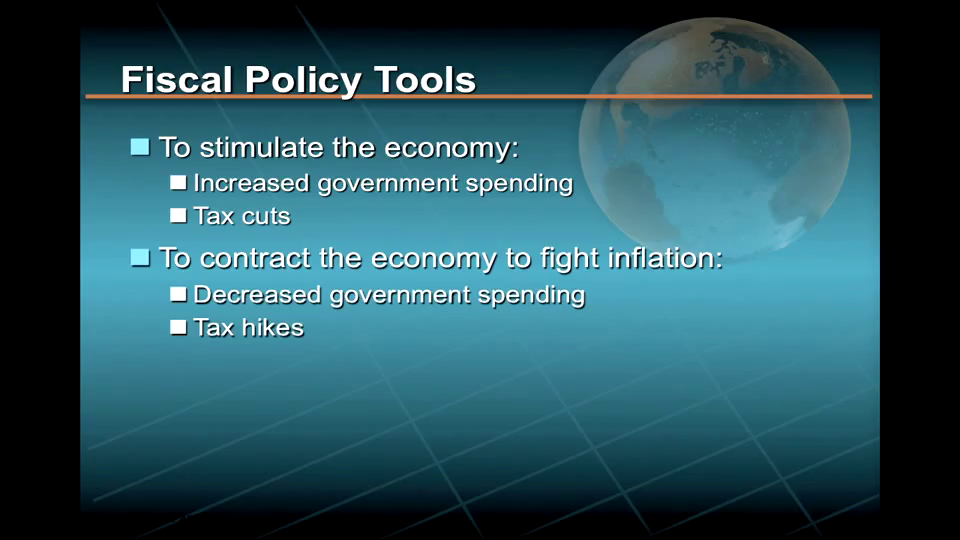 Fiscal Policy Tools
To stimulate the economy:
Increased government spending
Tax cuts
To contract the economy to fight inflation:
Decreased government spending
Tax hikes